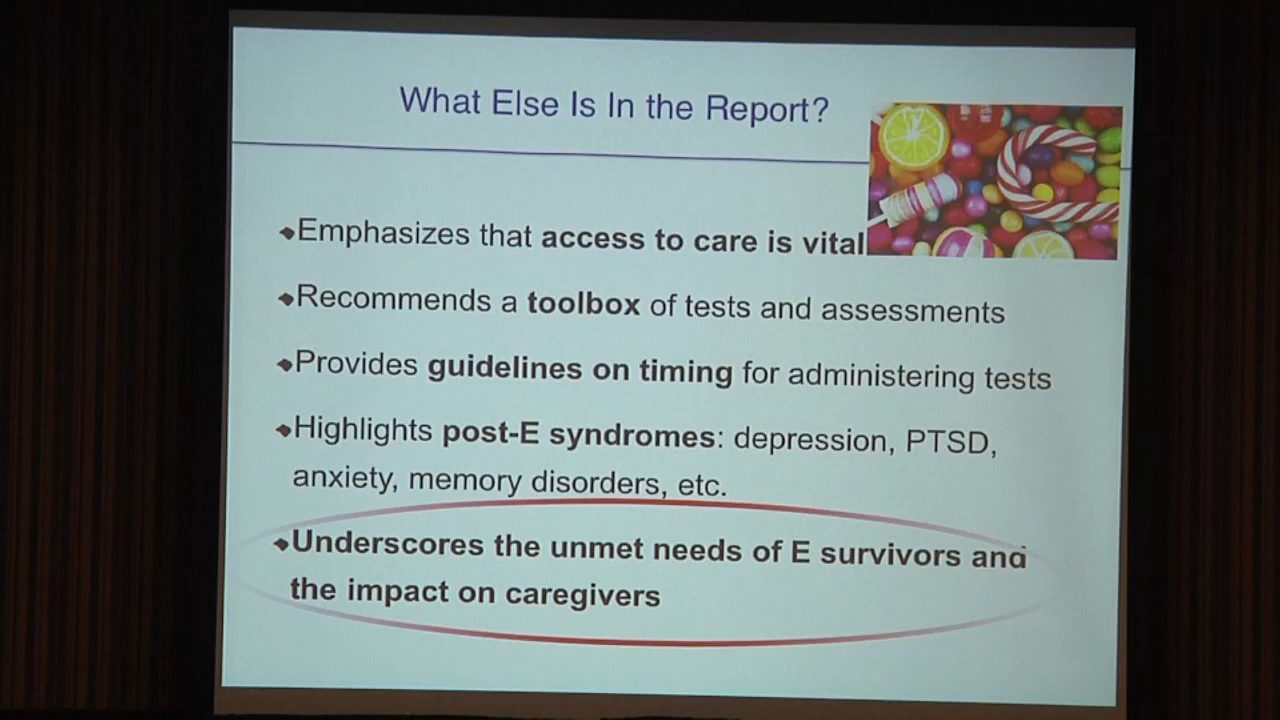 What Else Is In the Report?
Emphasizes that access to care is vital
Recommends a toolbox of tests and assessments
Provides guidelines on timing for administering tests
Highlights post-E syndromes: depression, PTSD,
anxiety, memory disorders, etc.
Underscores the unmet needs of E survivors and
the impact on caregivers